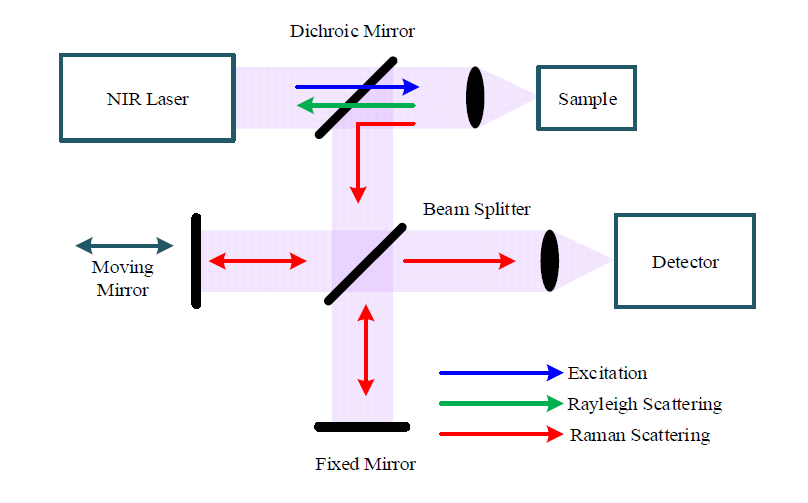 Dichroic Mirror
NIR Laser
Sample
Beam Splitter
Moving
Mirror
Detector
Excitation
Rayleigh Scattering
Raman Scattering
Fixed Mirror